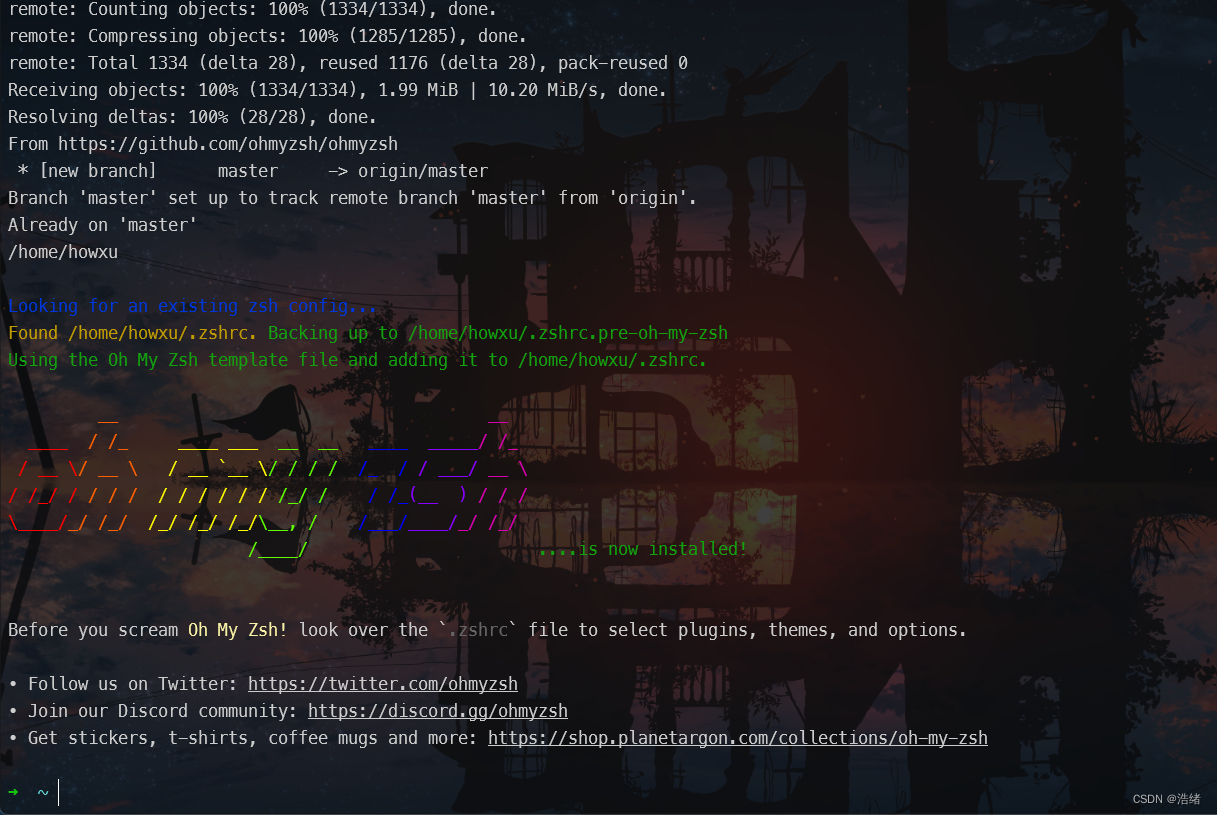 remote: Counting objects: 100% (1334/1334), done.
remote: Compressing objects: 100% (1285/1285), done.
remote: Total 1334 (delta 28), reused 1176 (delta 28), pack-reused 0
Receiving objects: 100% (1334/1334), 1.99 MiB | 10.20 MiB/s, done.
Resolving deltas: 100% (28/28), done.
From https://github.com/ohmyzsh/ohmyzsh
 * [new branch]      master     -> origin/master
Branch 'master' set up to track remote branch 'master' from 'origin'.
Already on 'master'
/home/howxu
Looking for an existing zsh config...
Found /home/howxu/.zshrc. Backing up to /home/howxu/.zshrc.pre-oh-my-zsh
Using the Oh My Zsh template file and adding it to /home/howxu/.zshrc.
         __                                     __
  ____  / /_     ____ ___  __  __   ____  _____/ /_
 / __ \/ __ \   / __ `__ \/ / / /  /_  / / ___/ __ \
/ /_/ / / / /  / / / / / / /_/ /    / /_(__  ) / / /
\____/_/ /_/  /_/ /_/ /_/\__, /    /___/____/_/ /_/
                        /____/                       ....is now installed!
Before you scream Oh My Zsh! look over the `.zshrc` file to select plugins, themes, and options.
• Follow us on Twitter: https://twitter.com/ohmyzsh
• Join our Discord community: https://discord.gg/ohmyzsh
• Get stickers, t-shirts, coffee mugs and more: https://shop.planetargon.com/collections/oh-my-zsh
➜  ~
CSDN @浩绪